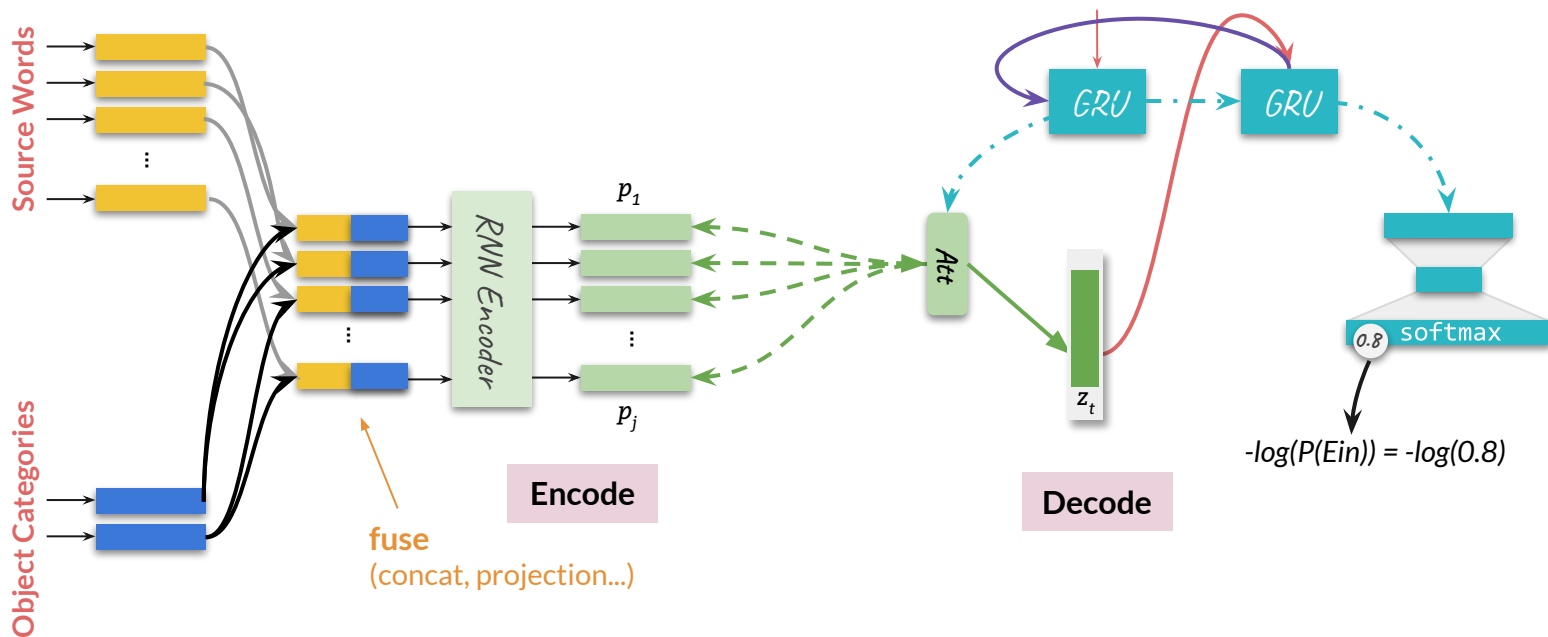 Source Words
...
Object Categories
...
fuse
(concat, projection...)
RNN Encoder
p1
...
pj
Encode
Att
zt
Decode
GRU
GRU
softmax
0.8
-log(P(Ein)) = -log(0.8)